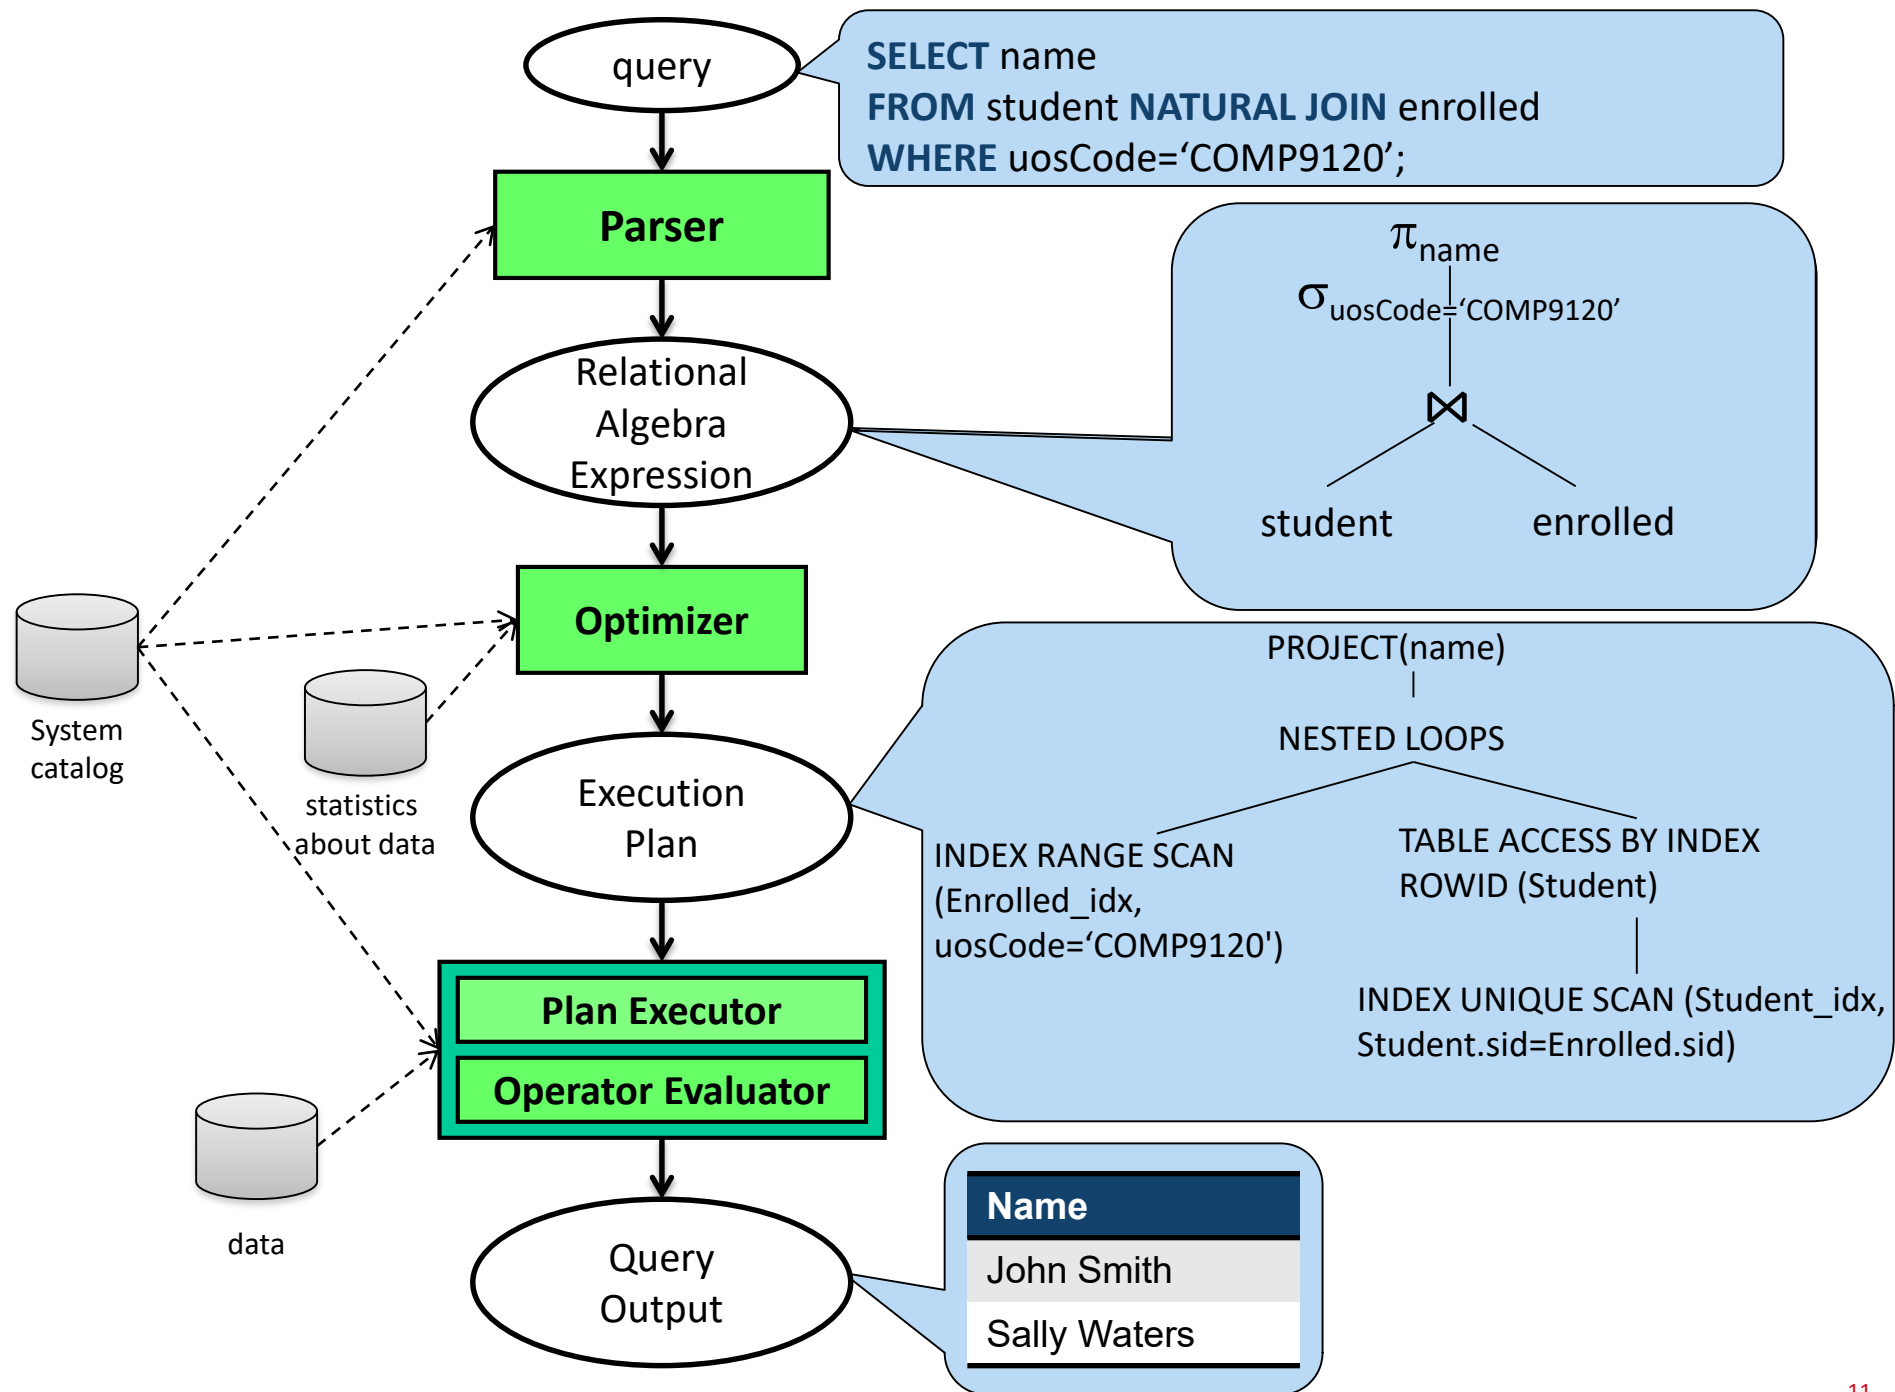 query
SELECT name
FROM student NATURAL JOIN enrolled
WHERE uosCode=‘COMP9120’;
Parser
πname
σuosCode=‘COMP9120’
⋈
student enrolled
Relational
Algebra
Expression
Optimizer
System
catalog
statistics
about data
PROJECT(name)
NESTED LOOPS
INDEX RANGE SCAN
(Enrolled_idx,
uosCode=‘COMP9120')
TABLE ACCESS BY INDEX
ROWID (Student)
INDEX UNIQUE SCAN (Student_idx,
Student.sid=Enrolled.sid)
Execution
Plan
Plan Executor
Operator Evaluator
data
Query
Output
Name
John Smith
Sally Waters
11